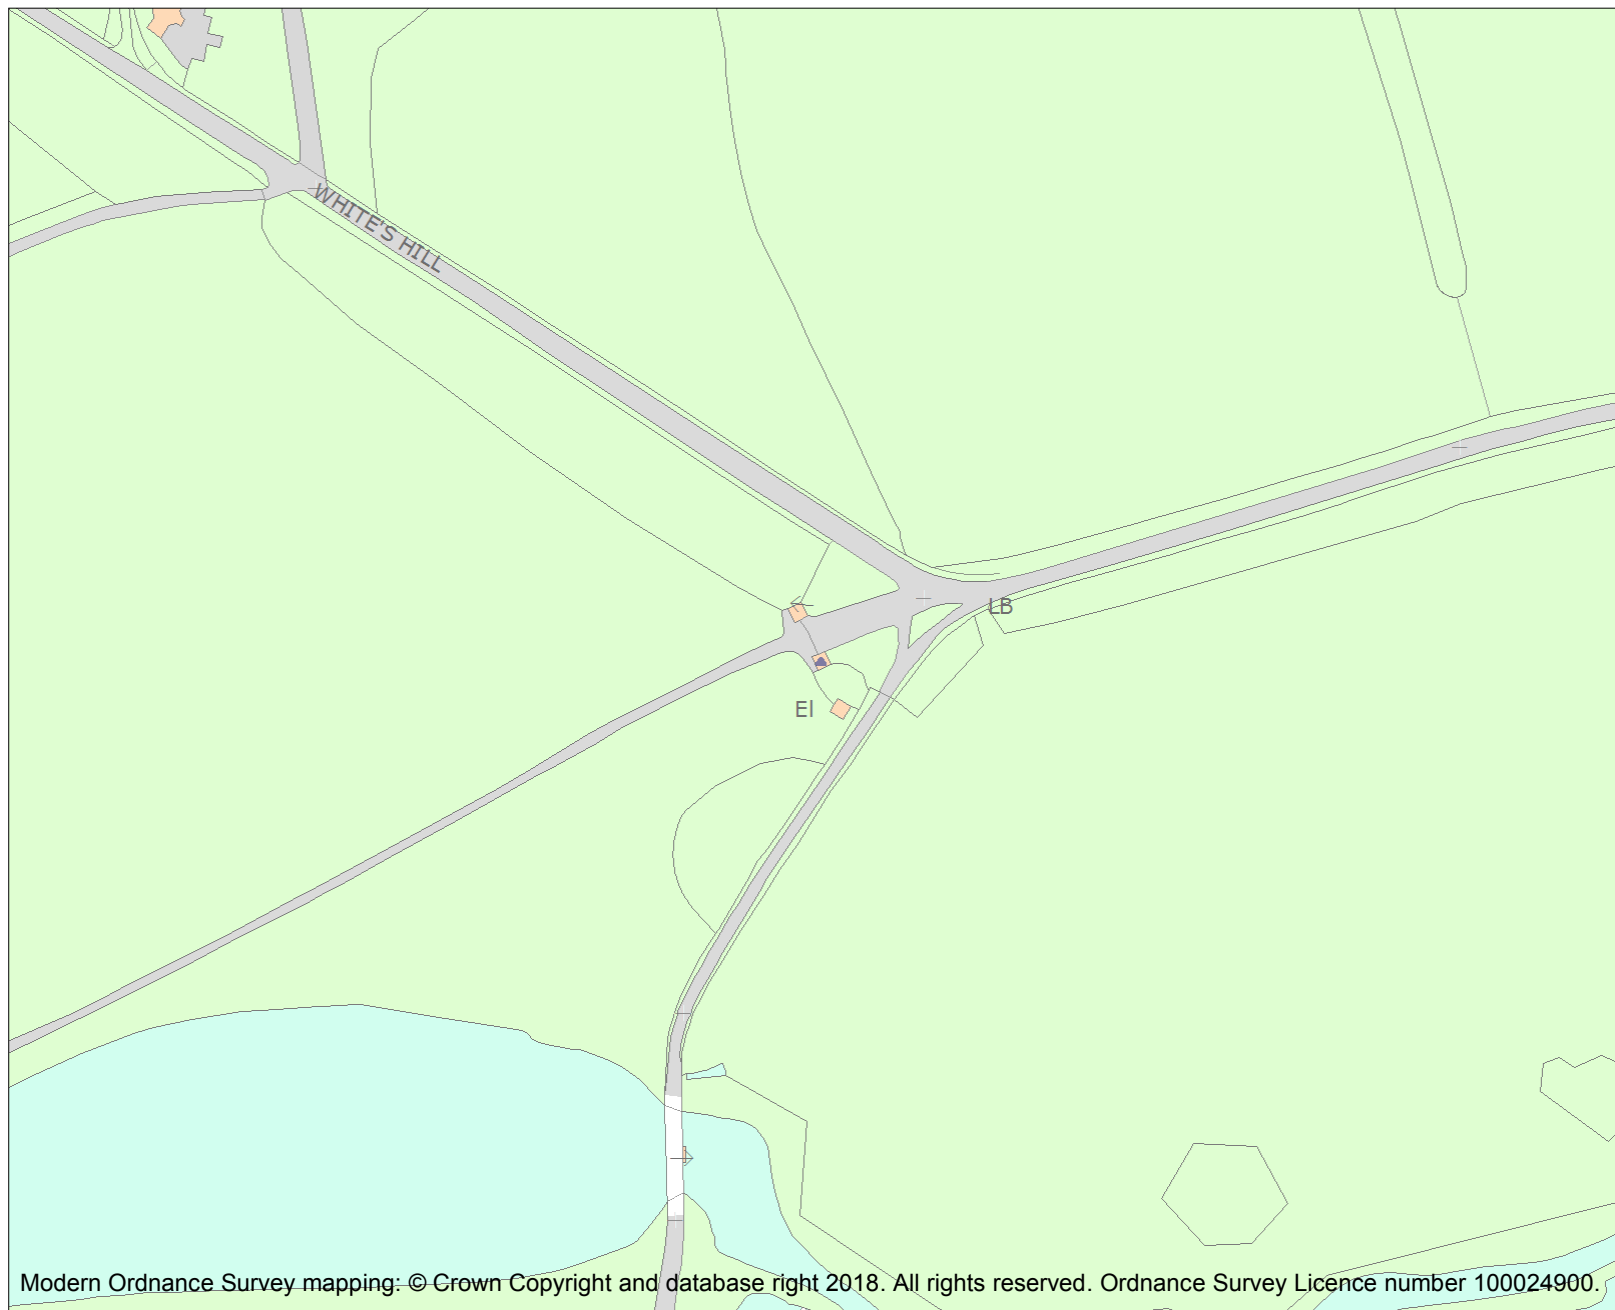 WHITE'S HILL
LB
El
Modern Ordnance Survey mapping: © Crown Copyright and database right 2018. All rights reserved. Ordnance Survey Licence number 100024900.